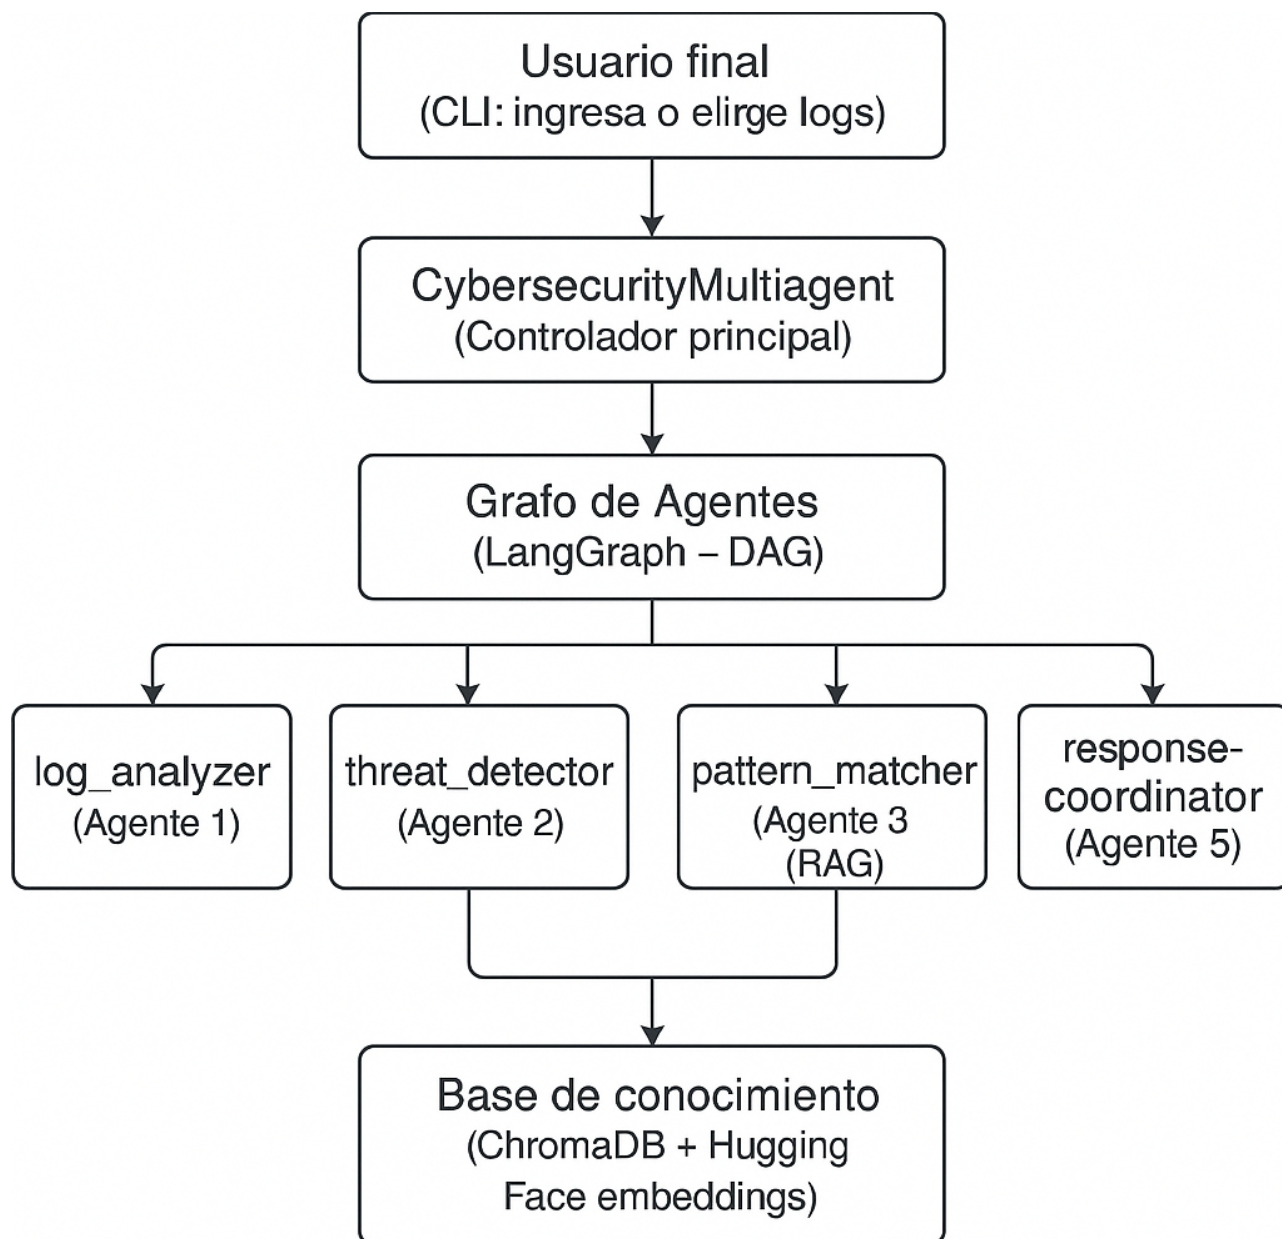 Usuario final
(CLI: ingresa o elirge logs)
CybersecurityMultiagent
(Controlador principal)
Grafo de Agentes
(LangGraph – DAG)
log_analyzer
(Agente 1)
threat_detector
(Agente 2)
pattern_matcher
(Agente 3
(RAG)
response-
coordinator
(Agente 5)
Base de conocimiento
(ChromaDB + Hugging
Face embeddings)